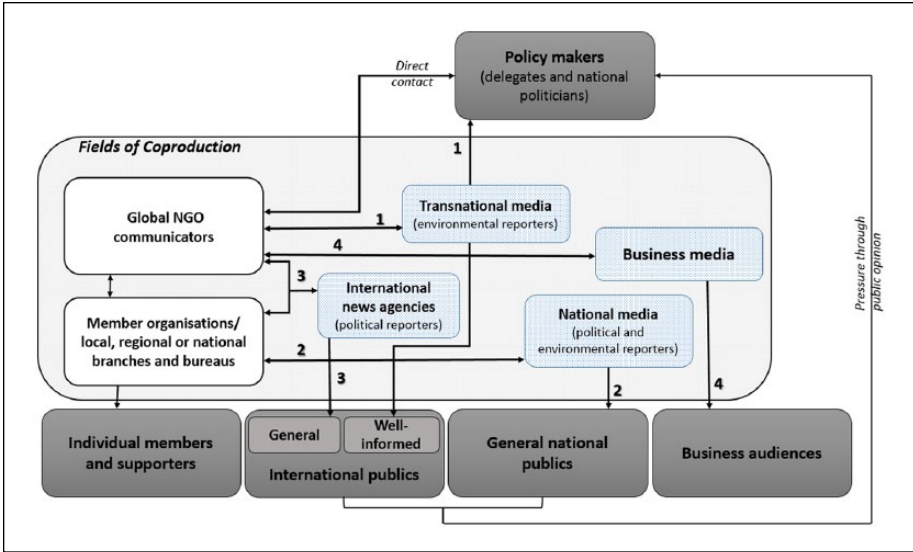 Policy makers
(delegates and national
politicians)
Direct
contact
Fields of Coproduction
1
Global NGO
communicators
Transnational media
(environmental reporters)
1
4
Business media
3
International
news agencies
(political reporters)
Pressure through
public opinion
National media
(political and
environmental reporters)
Member organisations/
local, regional or national
branches and bureaus
2
3
2
4
Individual members
and supporters
General
Well-
informed
International publics
General national
publics
Business audiences